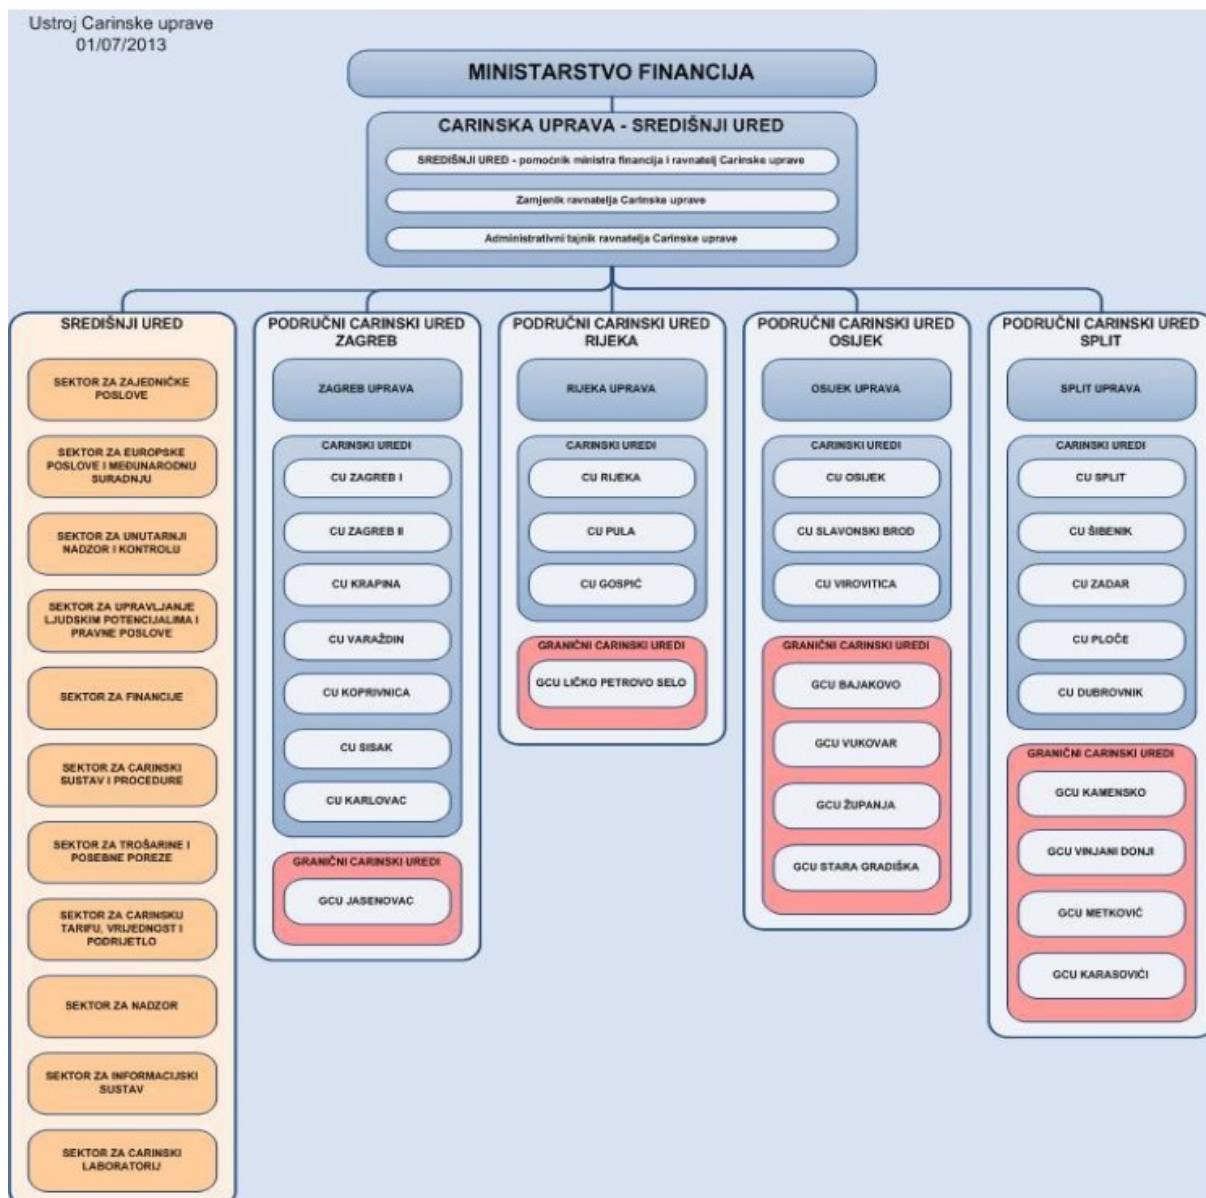 Ustroj Carinske uprave
01/07/2013
MINISTARSTVO FINANCIJA
CARINSKA UPRAVA - SREDIŠNJI URED
SREDIŠNJI URED - pomoćnik ministra financija i ravnatelj Carinske uprave
Zamjenik ravnatelja Carinske uprave
Administrativni tajnik ravnatelja Carinske uprave
SREDIŠNJI URED
SEKTOR ZA ZAJEDNIČKE
POSLOVE
SEKTOR ZA EUROPSKE
POSLOVE I MEĐUNARODNU
SURADNJU
SEKTOR ZA UNUTARNJI
NADZOR I KONTROLU
SEKTOR ZA UPRAVLJANJE
LJUDSKIM POTENCIJALIMA I
PRAVNE POSLOVE
SEKTOR ZA FINANCIJE
SEKTOR ZA CARINSKI
SUSTAV I PROCEDURE
SEKTOR ZA TROŠARINE I
POSEBNE POREZE
SEKTOR ZA CARINSKU
TARIFU, VRIJEDNOST I
PODRIJETLO
SEKTOR ZA NADZOR
SEKTOR ZA INFORMACIJSKI
SUSTAV
SEKTOR ZA CARINSKI
LABORATORIJ
PODRUČNI CARINSKI URED
ZAGREB
ZAGREB UPRAVA
CARINSKI UREDI
CU ZAGREB I
CU ZAGREB II
CU KRAPINA
CU VARAŽDIN
CU KOPRIVNICA
CU SISAK
CU KARLOVAC
GRANIČNI CARINSKI UREDI
GCU JASENOVAC
PODRUČNI CARINSKI URED
RIJEKA
RIJEKA UPRAVA
CARINSKI UREDI
CU RIJEKA
CU PULA
CU GOSPIĆ
GRANIČNI CARINSKI UREDI
GCU LIČKO PETROVO SELO
PODRUČNI CARINSKI URED
OSIJEK
OSIJEK UPRAVA
CARINSKI UREDI
CU OSIJEK
CU SLAVONSKI BROD
CU VIROVITICA
GRANIČNI CARINSKI UREDI
GCU BAJAKOVO
GCU VUKOVAR
GCU ŽUPANJA
GCU STARA GRADIŠKA
PODRUČNI CARINSKI URED
SPLIT
SPLIT UPRAVA
CARINSKI UREDI
CU SPLIT
CU ŠIBENIK
CU ZADAR
CU PLOČE
CU DUBROVNIK
GRANIČNI CARINSKI UREDI
GCU KAMENSKO
GCU VINJANI DONJI
GCU METKOVIĆ
GCU KARASOVIĆI